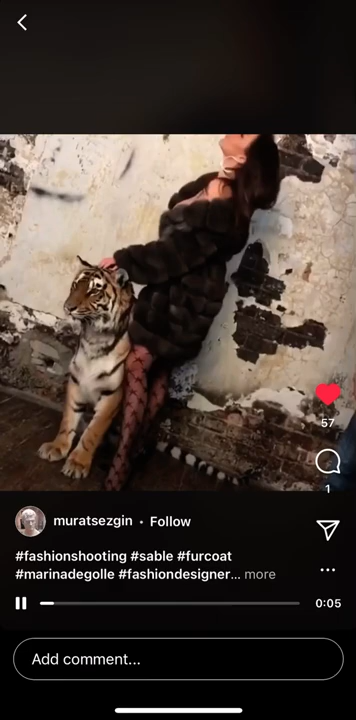 57
1
muratsezgin · Follow
#fashionshooting #sable #furcoat
#marinadegolle #fashiondesigner... more
0:05
Add comment...